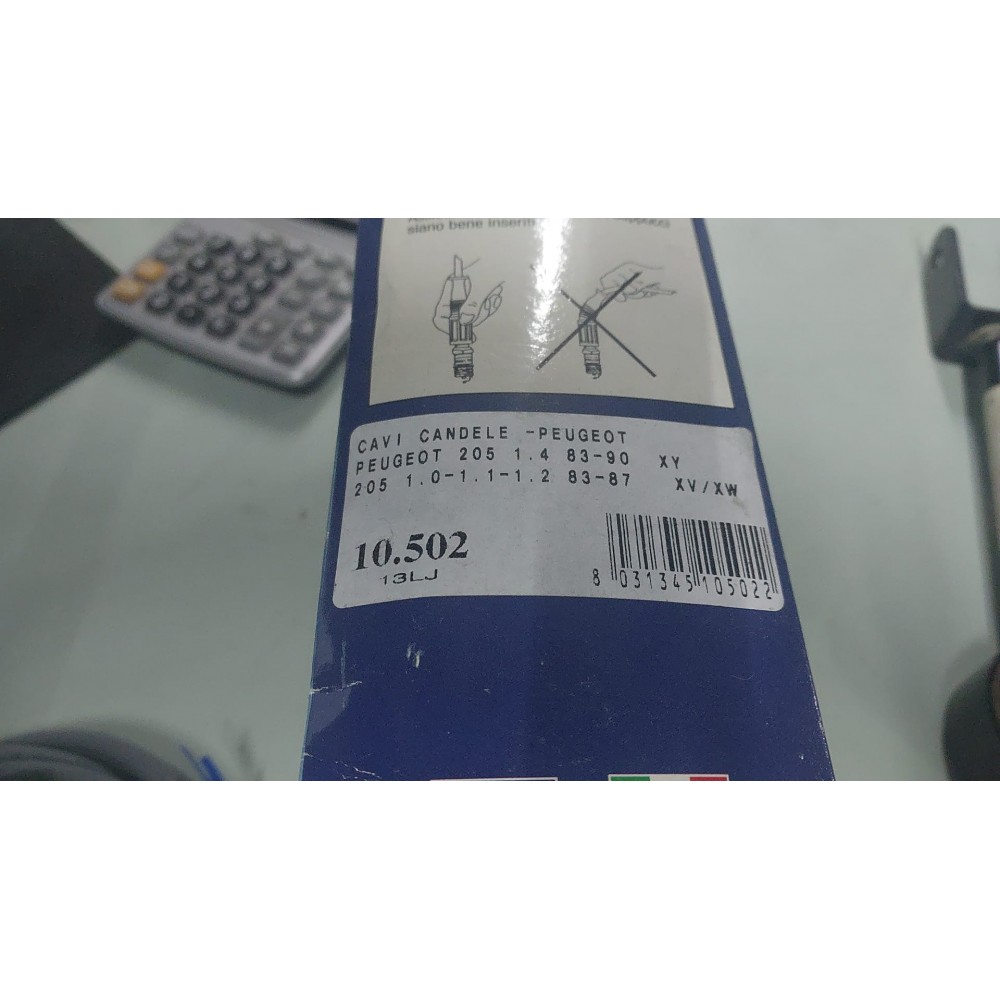 siano bene inseriti
CAVI CANDELE -PEUGEOT
PEUGEOT 205 1.4 83-90 XY
205 1.0-1.1-1.2 83-87 XV/XW
10.502
13LJ
8 031345 105022